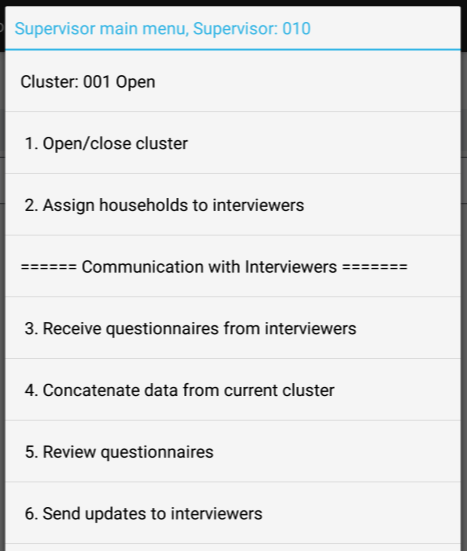 Supervisor main menu, Supervisor: 010
Cluster: 001 Open
1. Open/close cluster
2. Assign households to interviewers
====== Communication with Interviewers =======
3. Receive questionnaires from interviewers
4. Concatenate data from current cluster
5. Review questionnaires
6. Send updates to interviewers